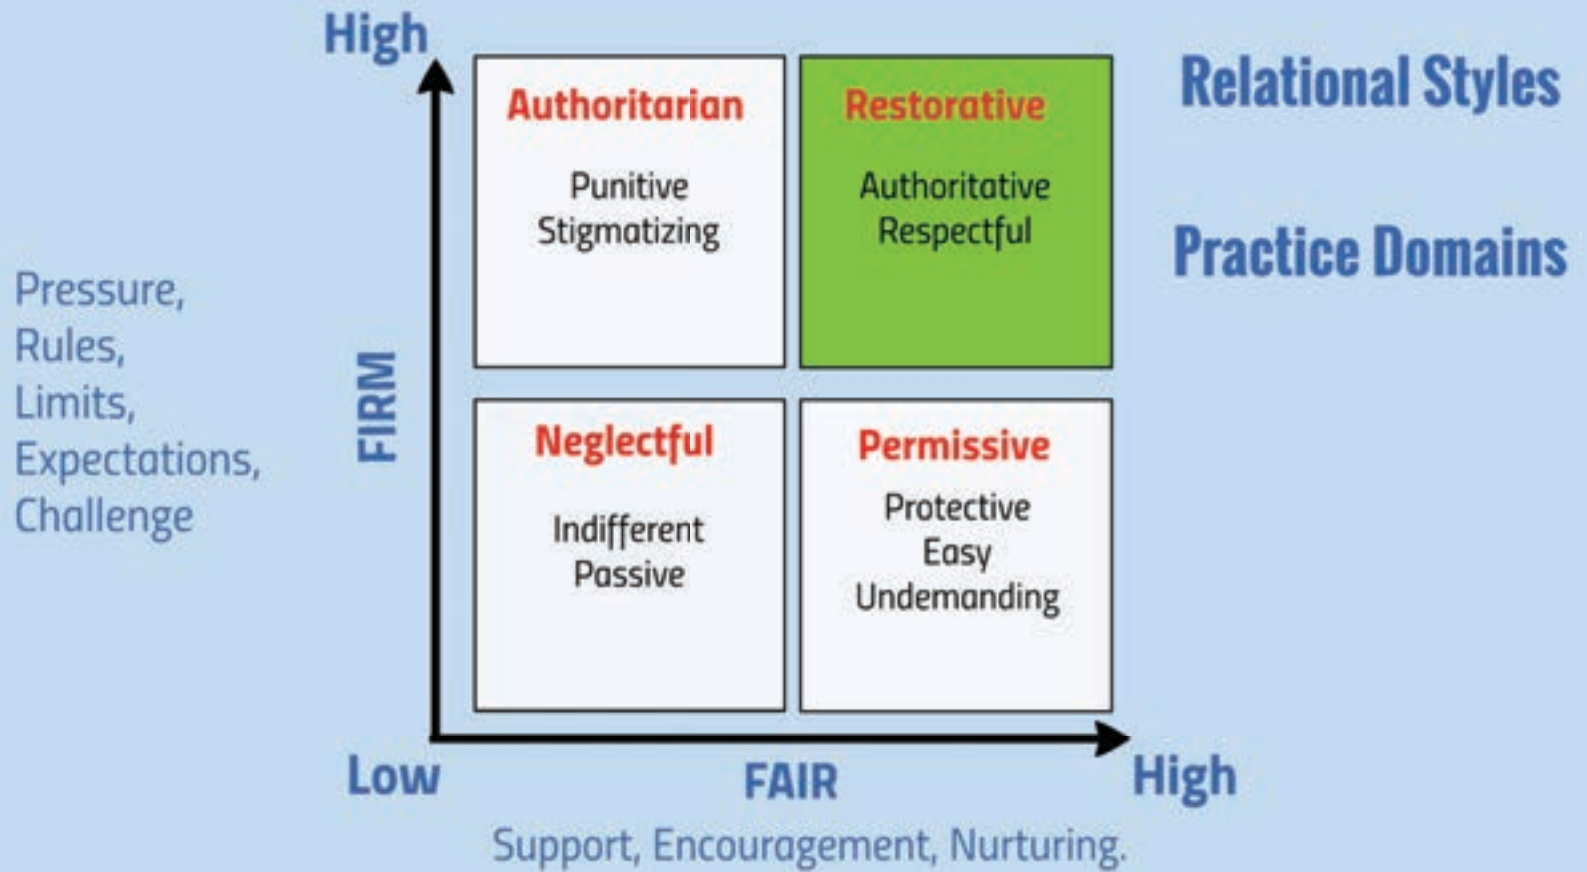 High
Relational Styles
Authoritarian
Punitive
Stigmatizing
Restorative
Authoritative
Respectful
Practice Domains
Pressure,
Rules,
Limits,
Expectations,
Challenge
FIRM
Neglectful
Indifferent
Passive
Permissive
Protective
Easy
Undemanding
Low
FAIR
High
Support, Encouragement, Nurturing.